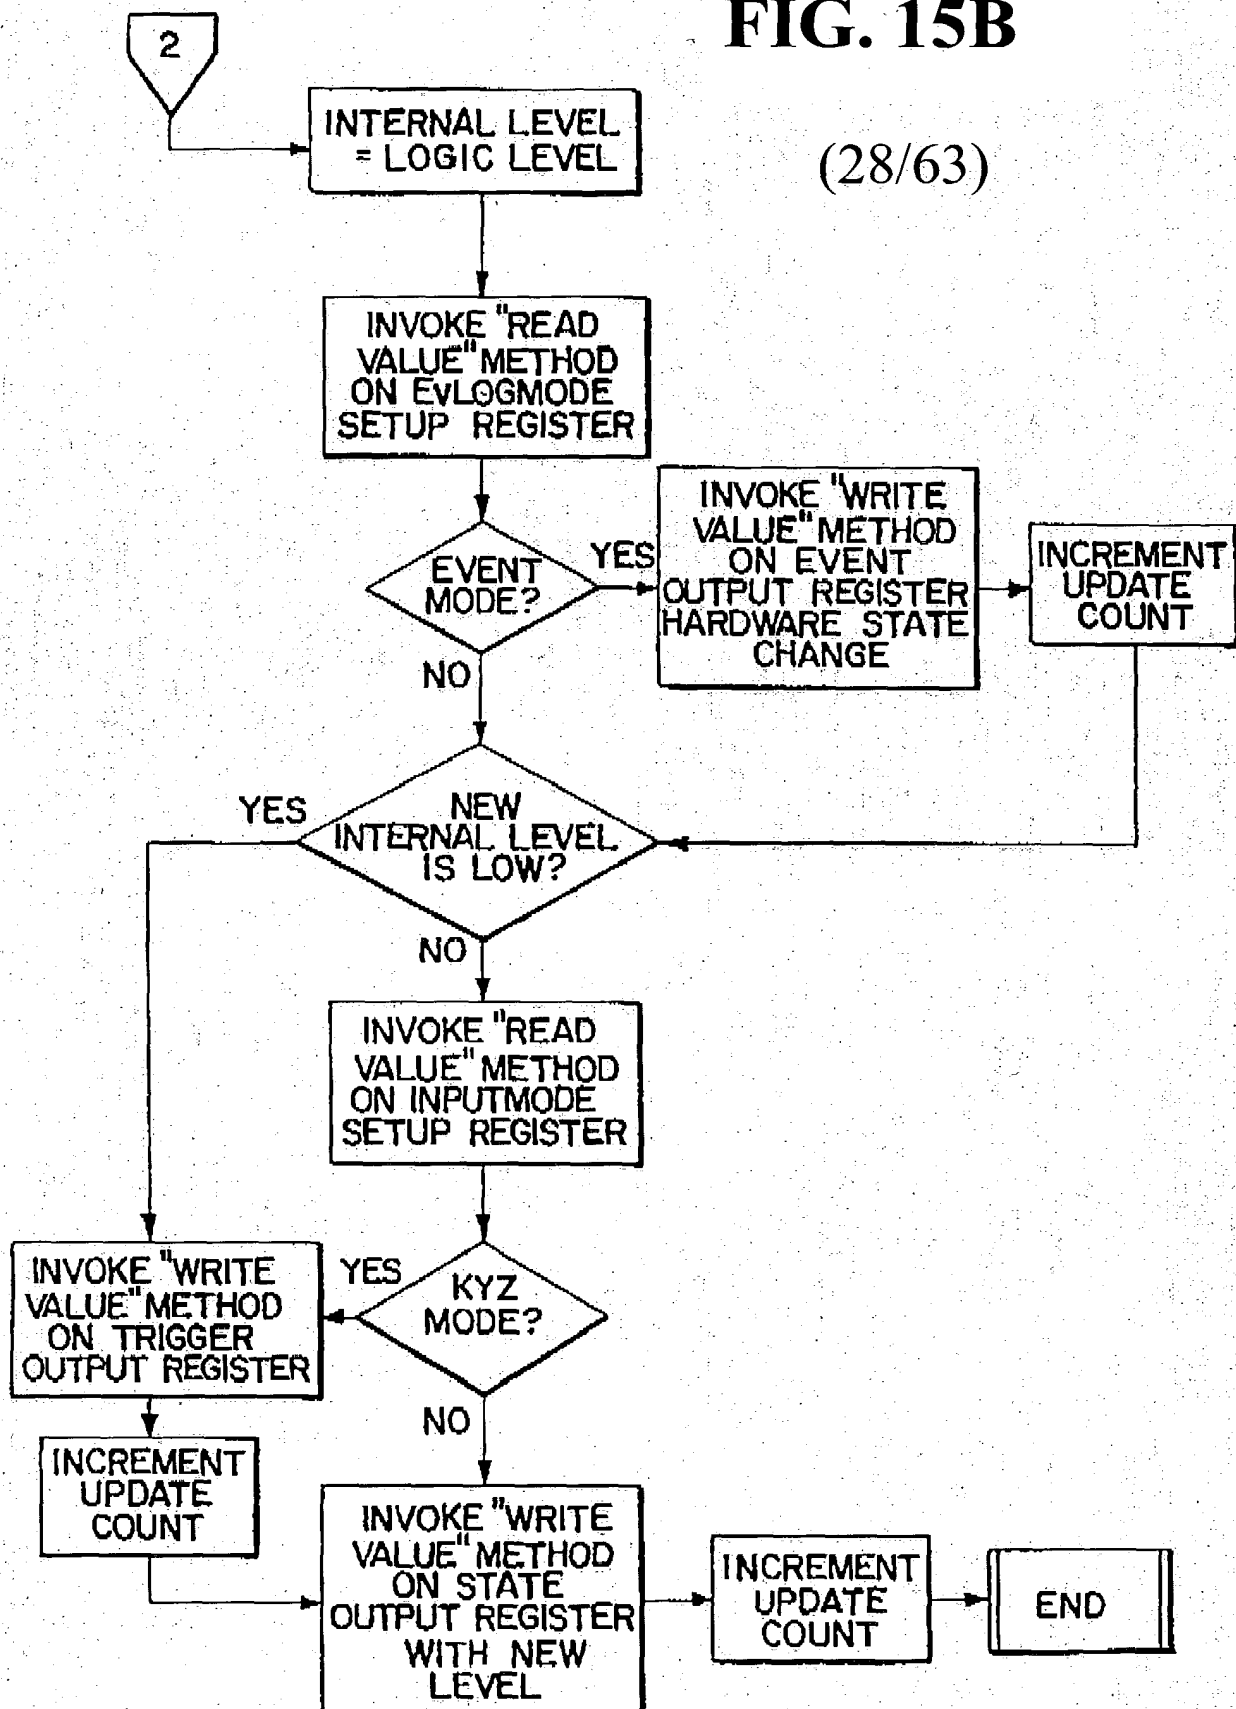 FIG. 15B
(28/63)
2
INTERNAL LEVEL
= LOGIC LEVEL
INVOKE "READ
VALUE" METHOD
ON EVLOGMODE
SETUP REGISTER
EVENT
MODE?
YES
NO
INVOKE "WRITE
VALUE" METHOD
ON EVENT
OUTPUT REGISTER
HARDWARE STATE
CHANGE
INCREMENT
UPDATE
COUNT
NEW
INTERNAL LEVEL
IS LOW?
YES
NO
INVOKE "READ
VALUE" METHOD
ON INPUTMODE
SETUP REGISTER
KYZ
MODE?
YES
NO
INVOKE "WRITE
VALUE" METHOD
ON TRIGGER
OUTPUT REGISTER
INCREMENT
UPDATE
COUNT
INVOKE "WRITE
VALUE" METHOD
ON STATE
OUTPUT REGISTER
WITH NEW
LEVEL
INCREMENT
UPDATE
COUNT
END